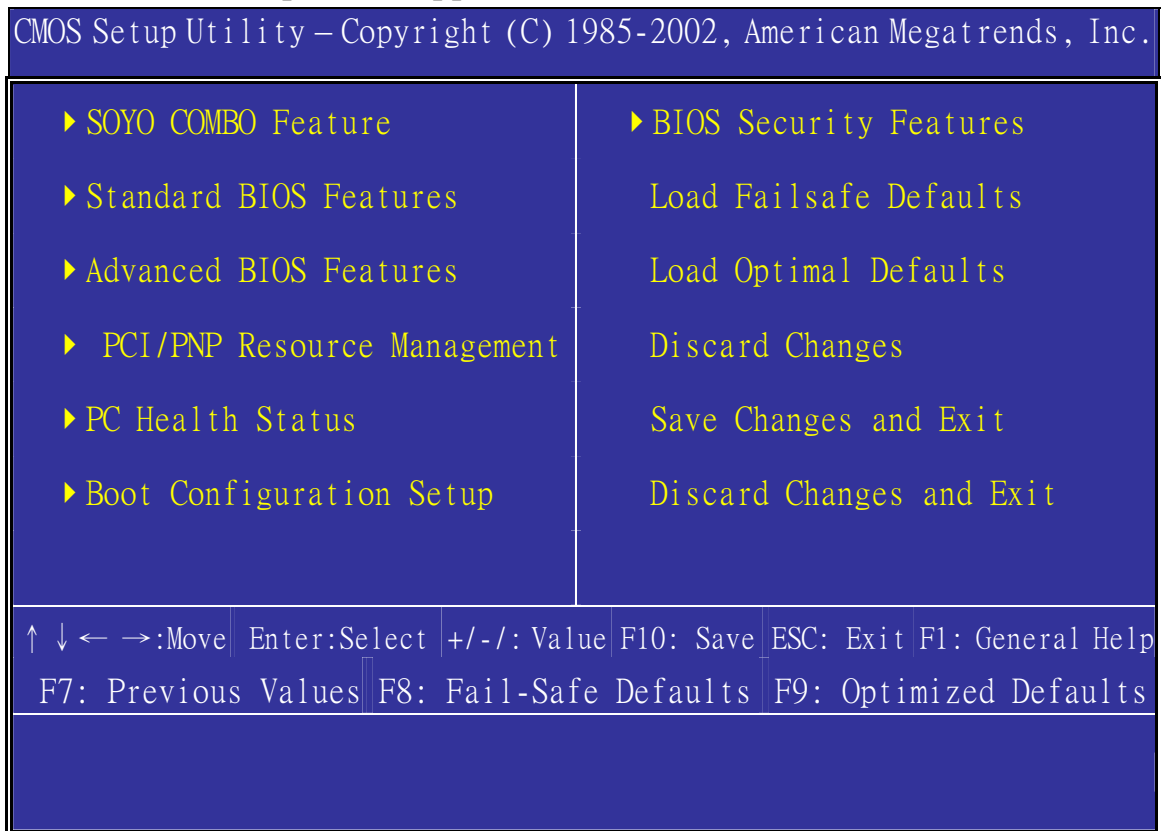 CMOS Setup Utility – Copyright (C) 1985-2002, American Megatrends, Inc.
SOYO COMBO Feature
Standard BIOS Features
Advanced BIOS Features
PCI/PNP Resource Management
PC Health Status
Boot Configuration Setup
BIOS Security Features
Load Failsafe Defaults
Load Optimal Defaults
Discard Changes
Save Changes and Exit
Discard Changes and Exit
↑↓← →:Move Enter:Select +/-/: Value F10: Save ESC: Exit F1: General Help
F7: Previous Values F8: Fail-Safe Defaults F9: Optimized Defaults